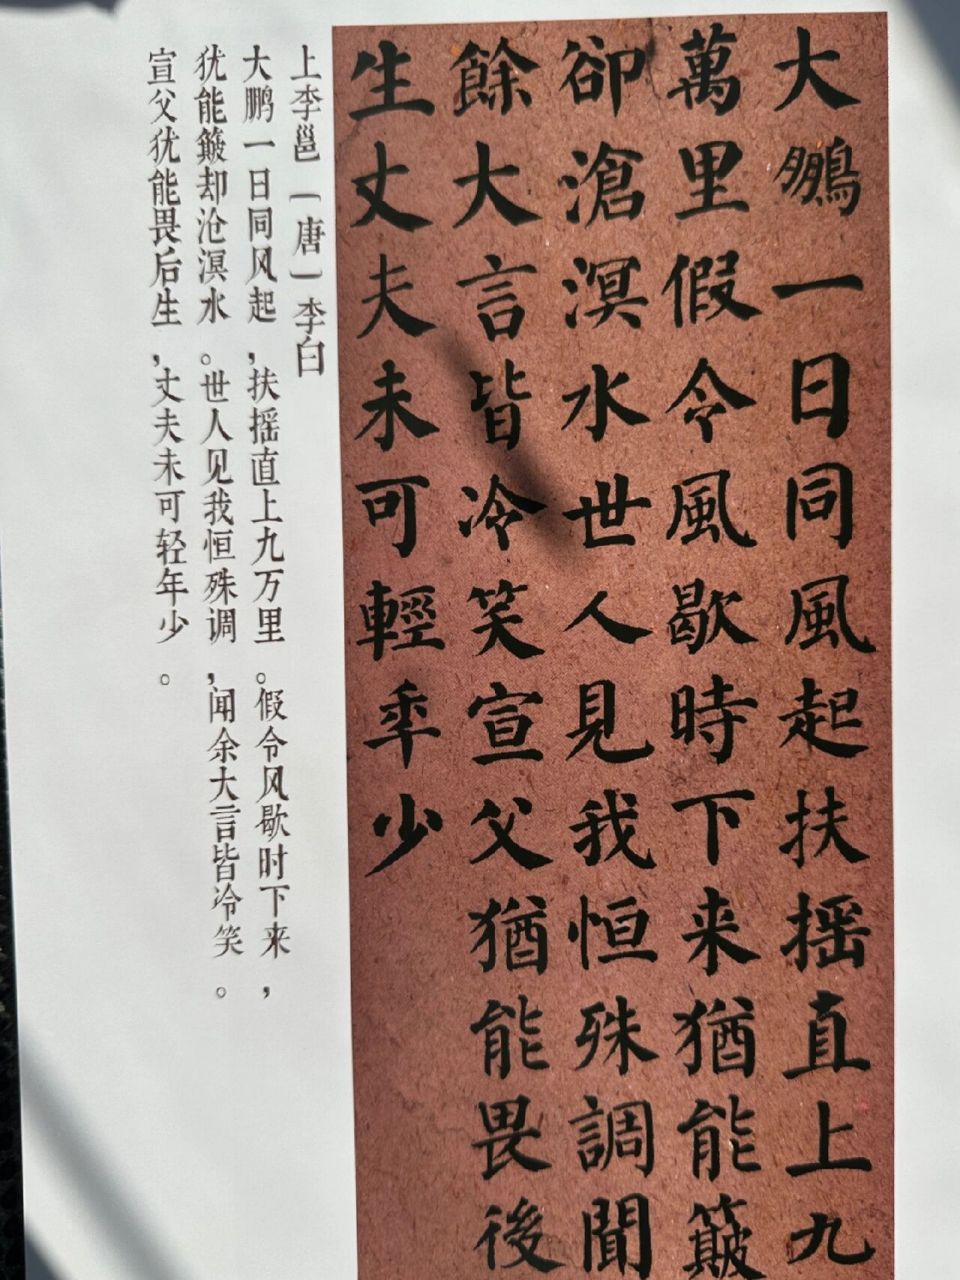 大鵬一日同風起扶摇直上九
萬里假令風歇時下来猶能簸
卻滄溟水世人見我恒殊調聞
餘大言皆冷笑宣父猶能畏後
生丈夫未可輕年少
上李邕（唐）李白
大鹏一日同风起，扶摇直上九万里。假令风歇时下来，
犹能簸却沧溟水。世人见我恒殊调，闻余大言皆冷笑。
宣父犹能畏后生，丈夫未可轻年少。